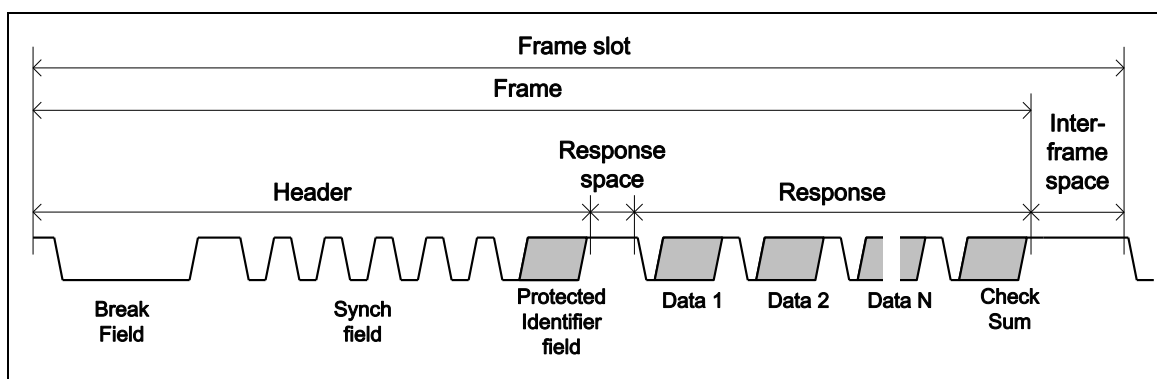 Frame slot
Frame
Inter-
frame
space
Response
space
Header
Response
Break
Field
Synch
field
Protected
Identifier
field
Data 1
Data 2
Data N
Check
Sum